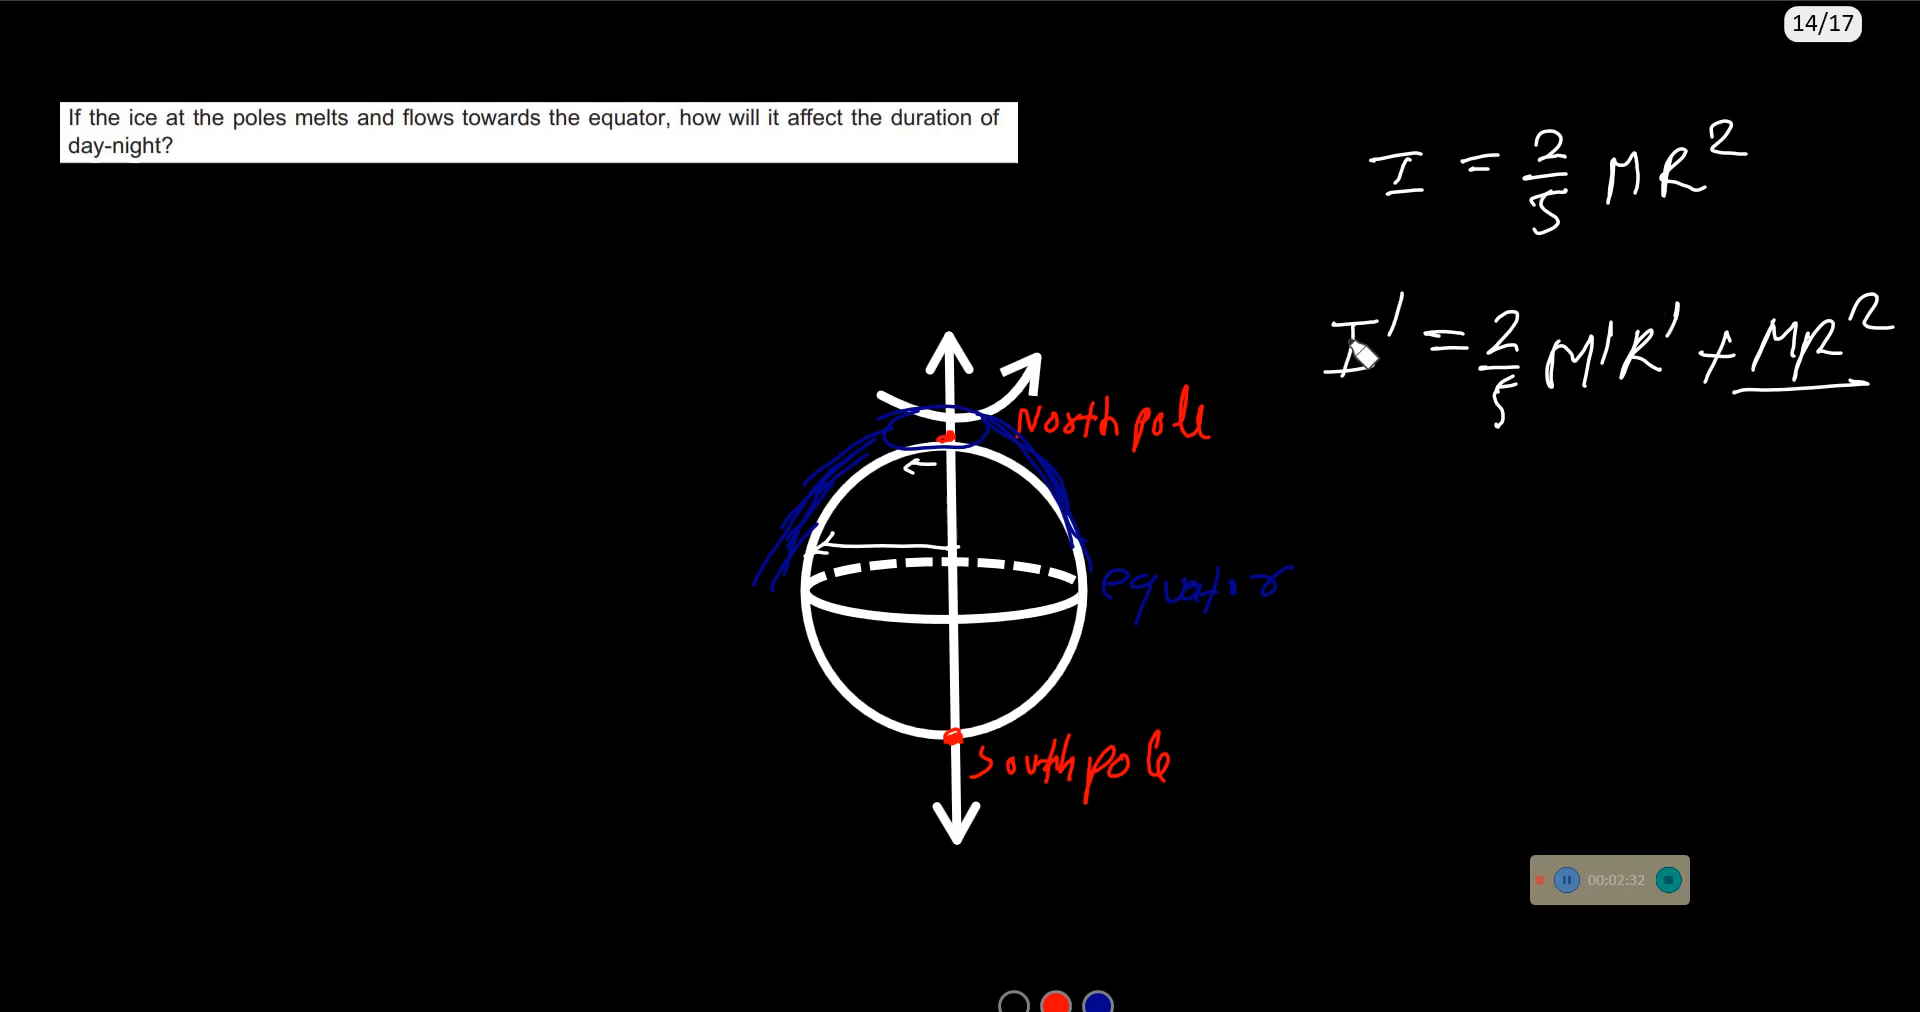 14/17
If the ice at the poles melts and flows towards the equator, how will it affect the duration of
day-night?
I = 2/5 MR²
I' = 2/5 M'R' + MR²
North pole
equator
South pole
00:02:32